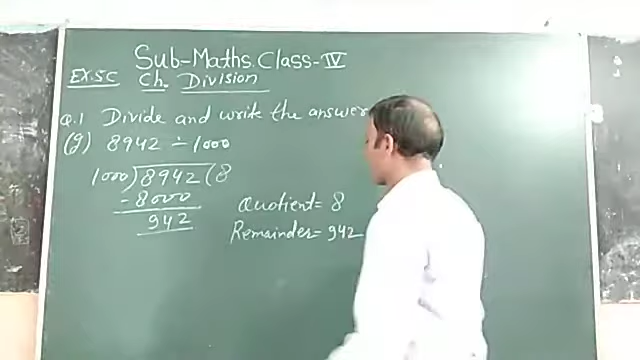 Sub-Maths Class-IV
EX.5C Ch. Division
Q.1 Divide and write the answer
(g) 8942 ÷ 1000
1000)8942(8
-8000
942
Quotient = 8
Remainder = 942